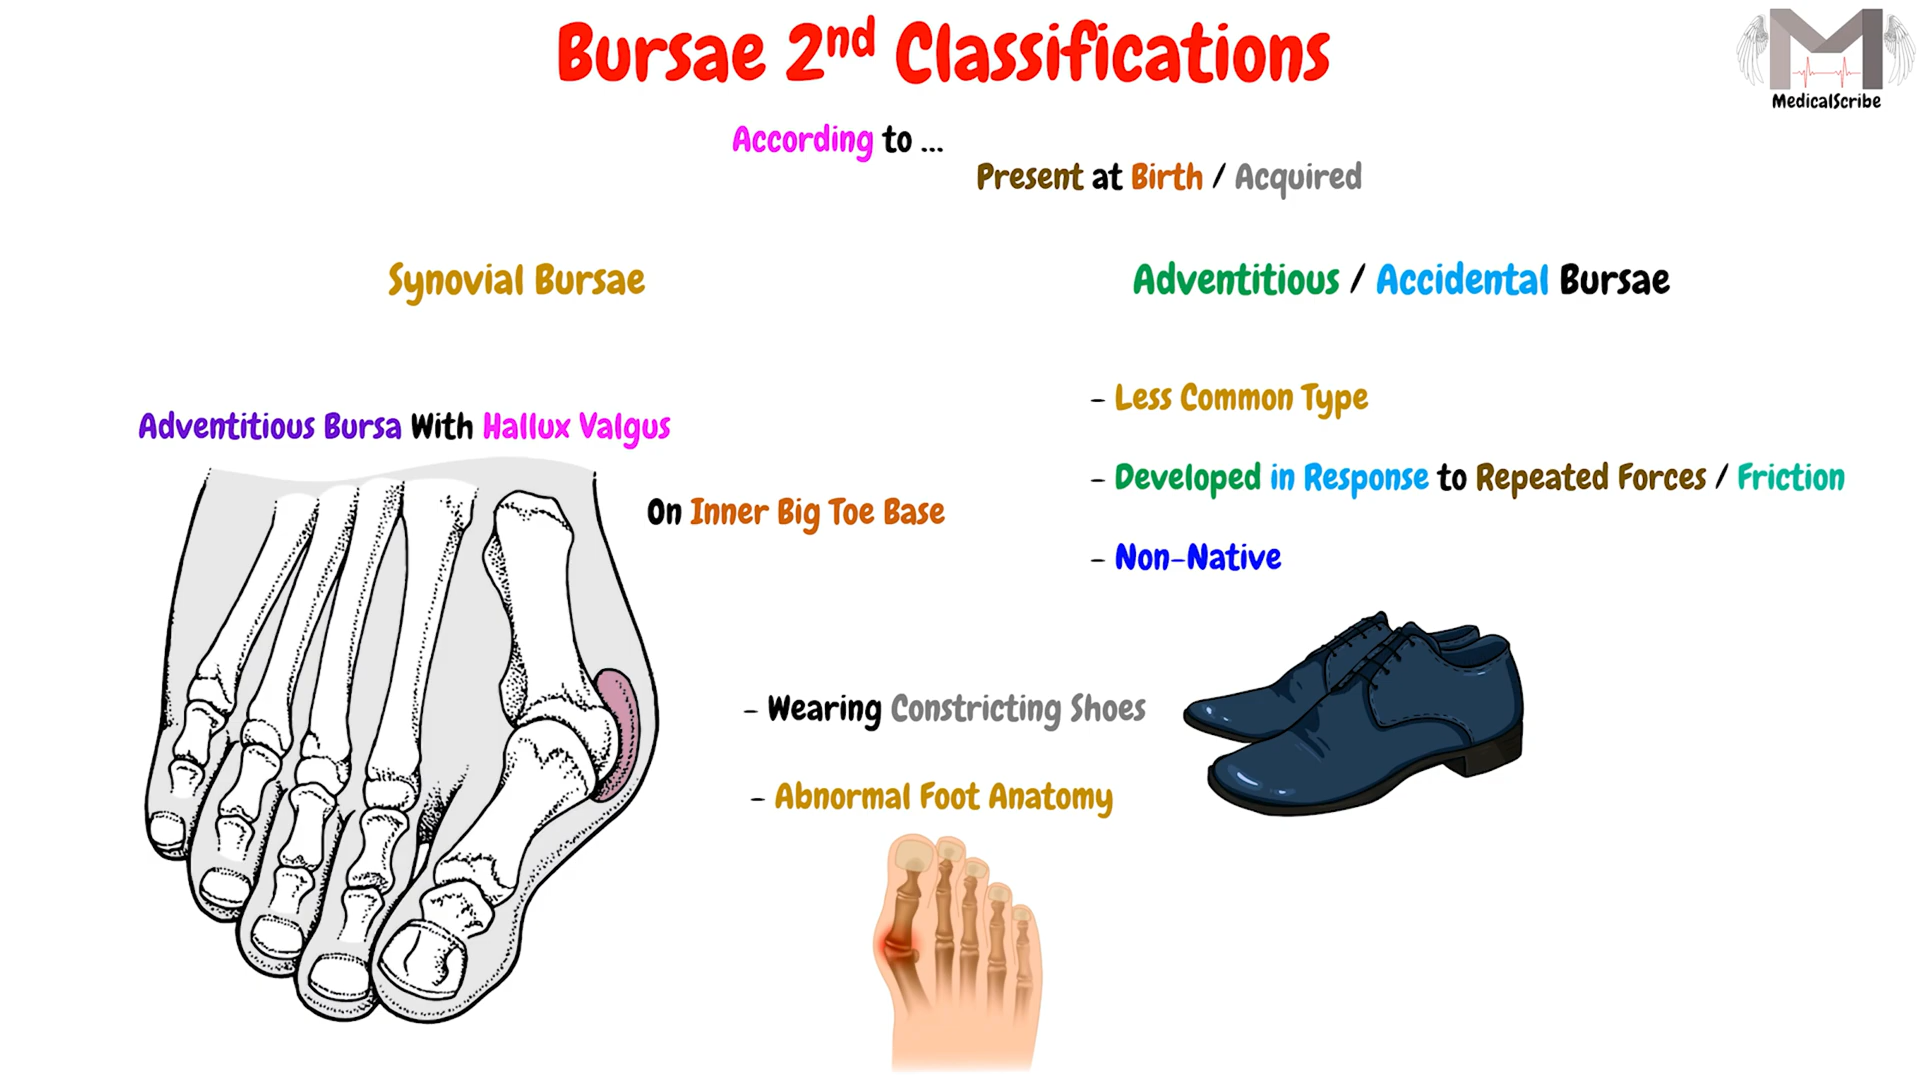 Bursae 2nd Classifications
MedicalScribe
According to ...
Present at Birth / Acquired
Synovial Bursae
Adventitious / Accidental Bursae
- Less Common Type
Adventitious Bursa With Hallux Valgus
- Developed in Response to Repeated Forces / Friction
On Inner Big Toe Base
- Non-Native
- Wearing Constricting Shoes
- Abnormal Foot Anatomy